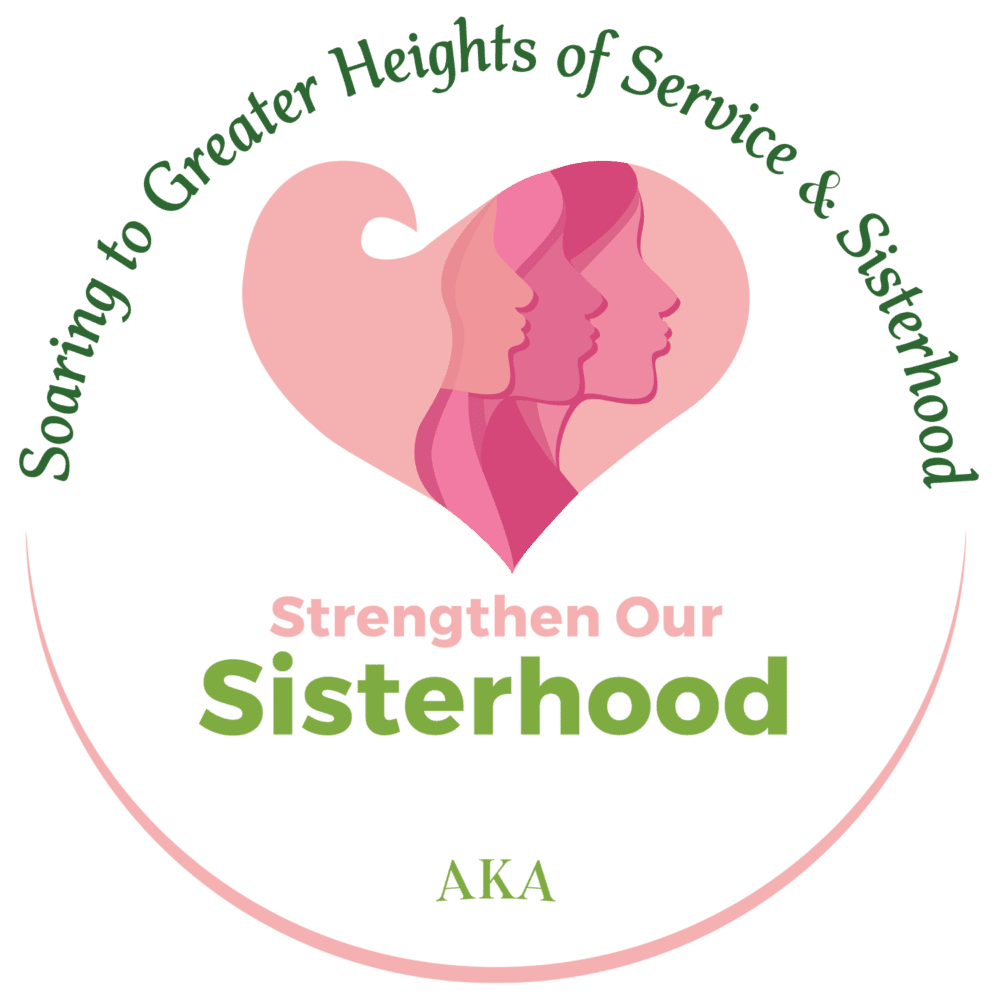 Soaring to Greater Heights of Service & Sisterhood
Strengthen Our
Sisterhood
AKA